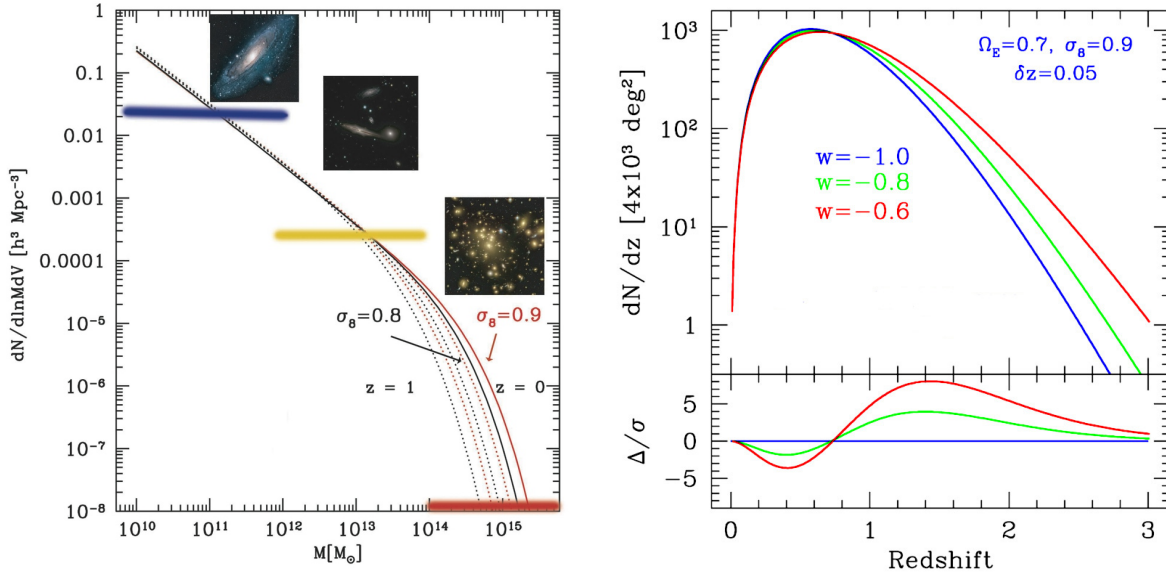 dN/dlnMdV [h³ Mpc⁻³]
1
0.1
0.01
0.001
0.0001
10⁻⁵
10⁻⁶
10⁻⁷
10⁻⁸
σ₈=0.8
σ₈=0.9
z = 1
z = 0
10¹⁰
10¹¹
10¹²
10¹³
10¹⁴
10¹⁵
M[M⊙]
dN/dz [4x10³ deg²]
10³
10²
10¹
1
Ω_E=0.7, σ₈=0.9
δz=0.05
w=−1.0
w=−0.8
w=−0.6
Δ/σ
5
0
−5
0
1
2
3
Redshift